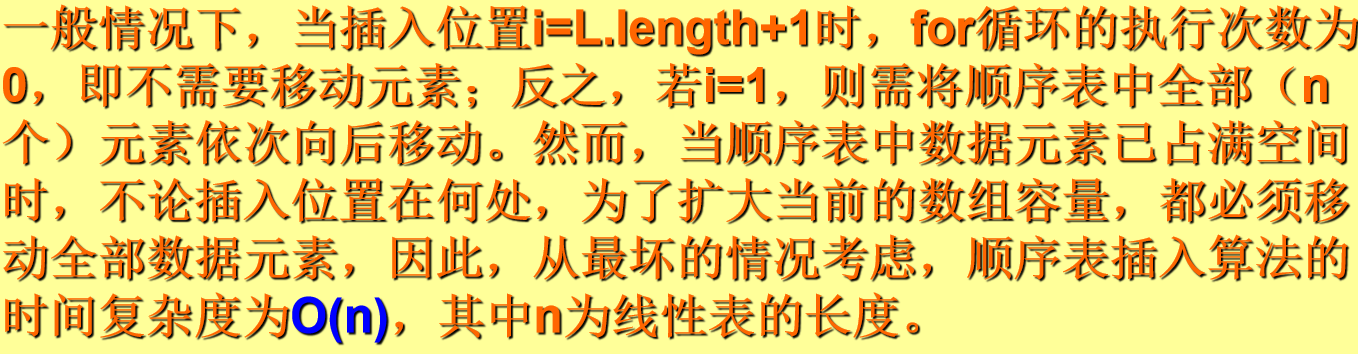 一般情况下，当插入位置i=L.length+1时，for循环的执行次数为
0，即不需要移动元素；反之，若i=1，则需将顺序表中全部（n
个）元素依次向后移动。然而，当顺序表中数据元素已占满空间
时，不论插入位置在何处，为了扩大当前的数组容量，都必须移
动全部数据元素，因此，从最坏的情况考虑，顺序表插入算法的
时间复杂度为O(n)，其中n为线性表的长度。